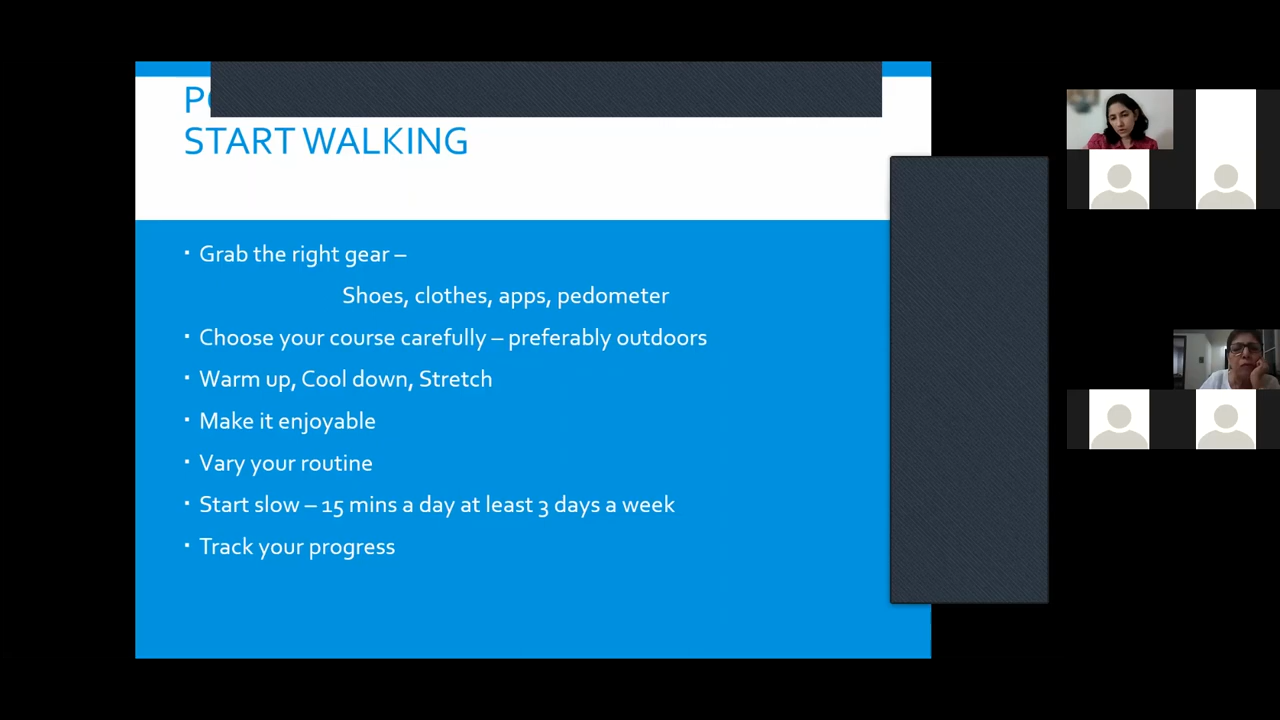 START WALKING
▪ Grab the right gear –
Shoes, clothes, apps, pedometer
▪ Choose your course carefully – preferably outdoors
▪ Warm up, Cool down, Stretch
▪ Make it enjoyable
▪ Vary your routine
▪ Start slow – 15 mins a day at least 3 days a week
▪ Track your progress